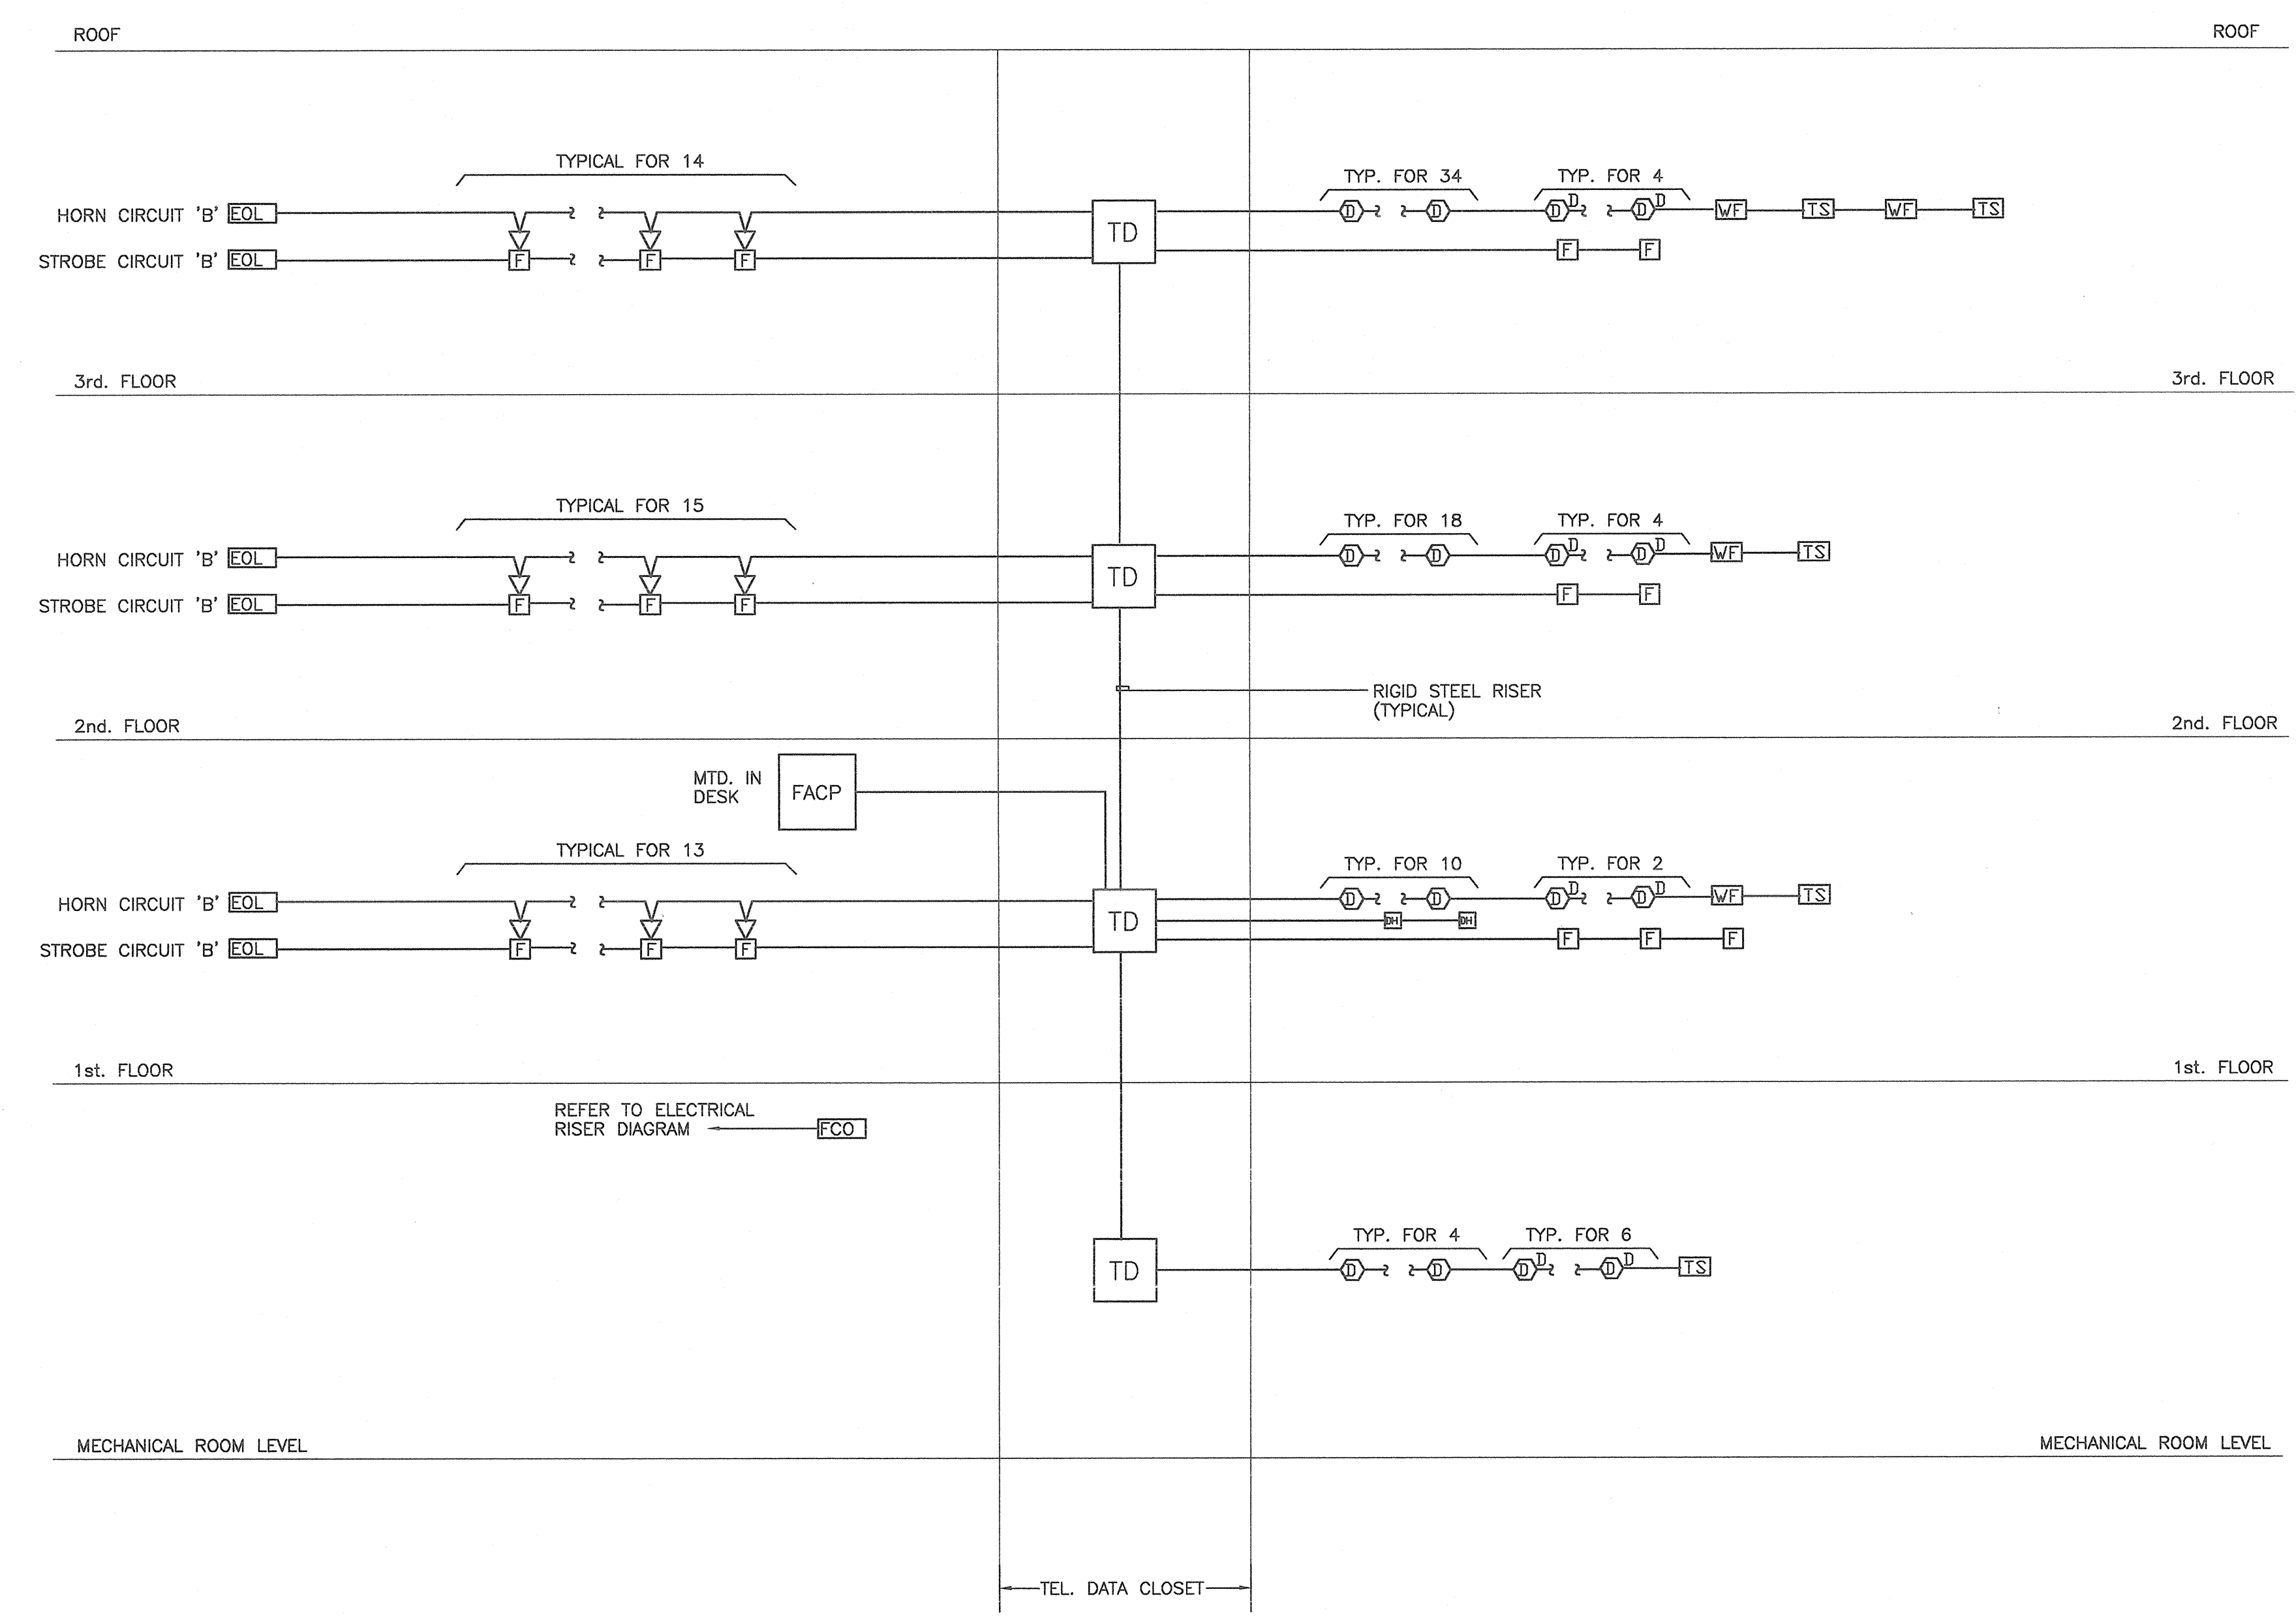 ROOF ROOF
TYPICAL FOR 14
TYP. FOR 34 TYP. FOR 4
HORN CIRCUIT 'B' EOL TD D D D D D D WF TS WF TS
STROBE CIRCUIT 'B' EOL F F F F F
3rd. FLOOR 3rd. FLOOR
TYPICAL FOR 15
TYP. FOR 18 TYP. FOR 4
HORN CIRCUIT 'B' EOL TD D D D D D D WF TS
STROBE CIRCUIT 'B' EOL F F F F F
RIGID STEEL RISER
(TYPICAL)
2nd. FLOOR 2nd. FLOOR
MTD. IN
DESK
FACP
TYPICAL FOR 13
TYP. FOR 10 TYP. FOR 2
HORN CIRCUIT 'B' EOL TD D D D D D D WF TS
DH DH
STROBE CIRCUIT 'B' EOL F F F F F F
1st. FLOOR 1st. FLOOR
REFER TO ELECTRICAL
RISER DIAGRAM FCO
TYP. FOR 4 TYP. FOR 6
TD D D D D D D TS
MECHANICAL ROOM LEVEL MECHANICAL ROOM LEVEL
TEL. DATA CLOSET